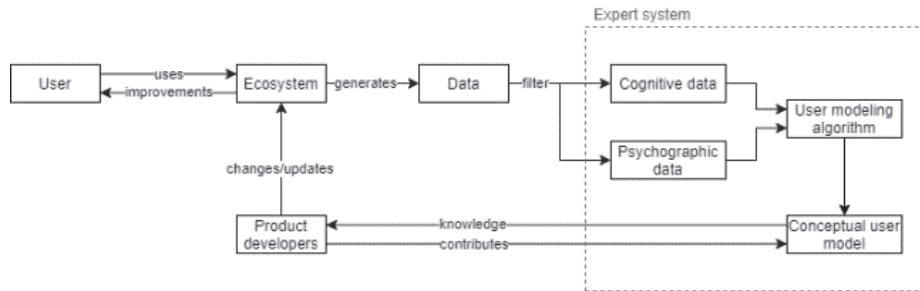 Expert system
User
uses
improvements
Ecosystem
generates
Data
filter
Cognitive data
User modeling
algorithm
Psychographic
data
changes/updates
Product
developers
knowledge
contributes
Conceptual user
model